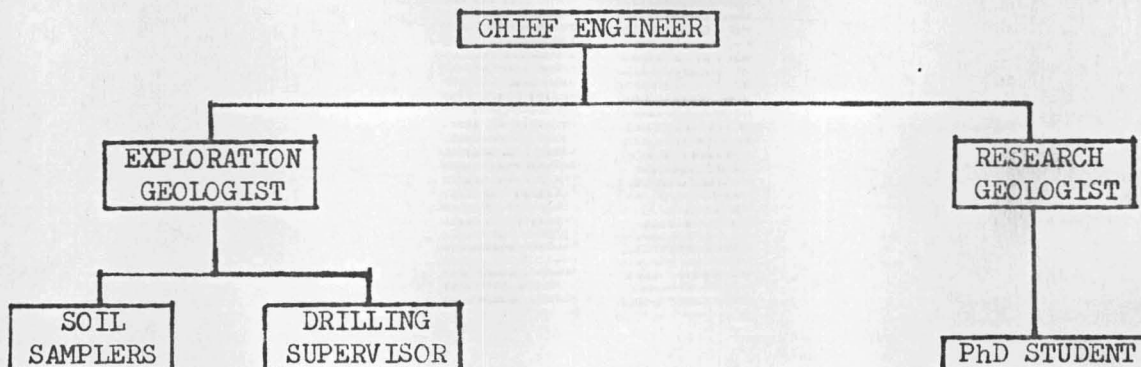 CHIEF ENGINEER
EXPLORATION
GEOLOGIST
RESEARCH
GEOLOGIST
SOIL
SAMPLERS
DRILLING
SUPERVISOR
PhD STUDENT